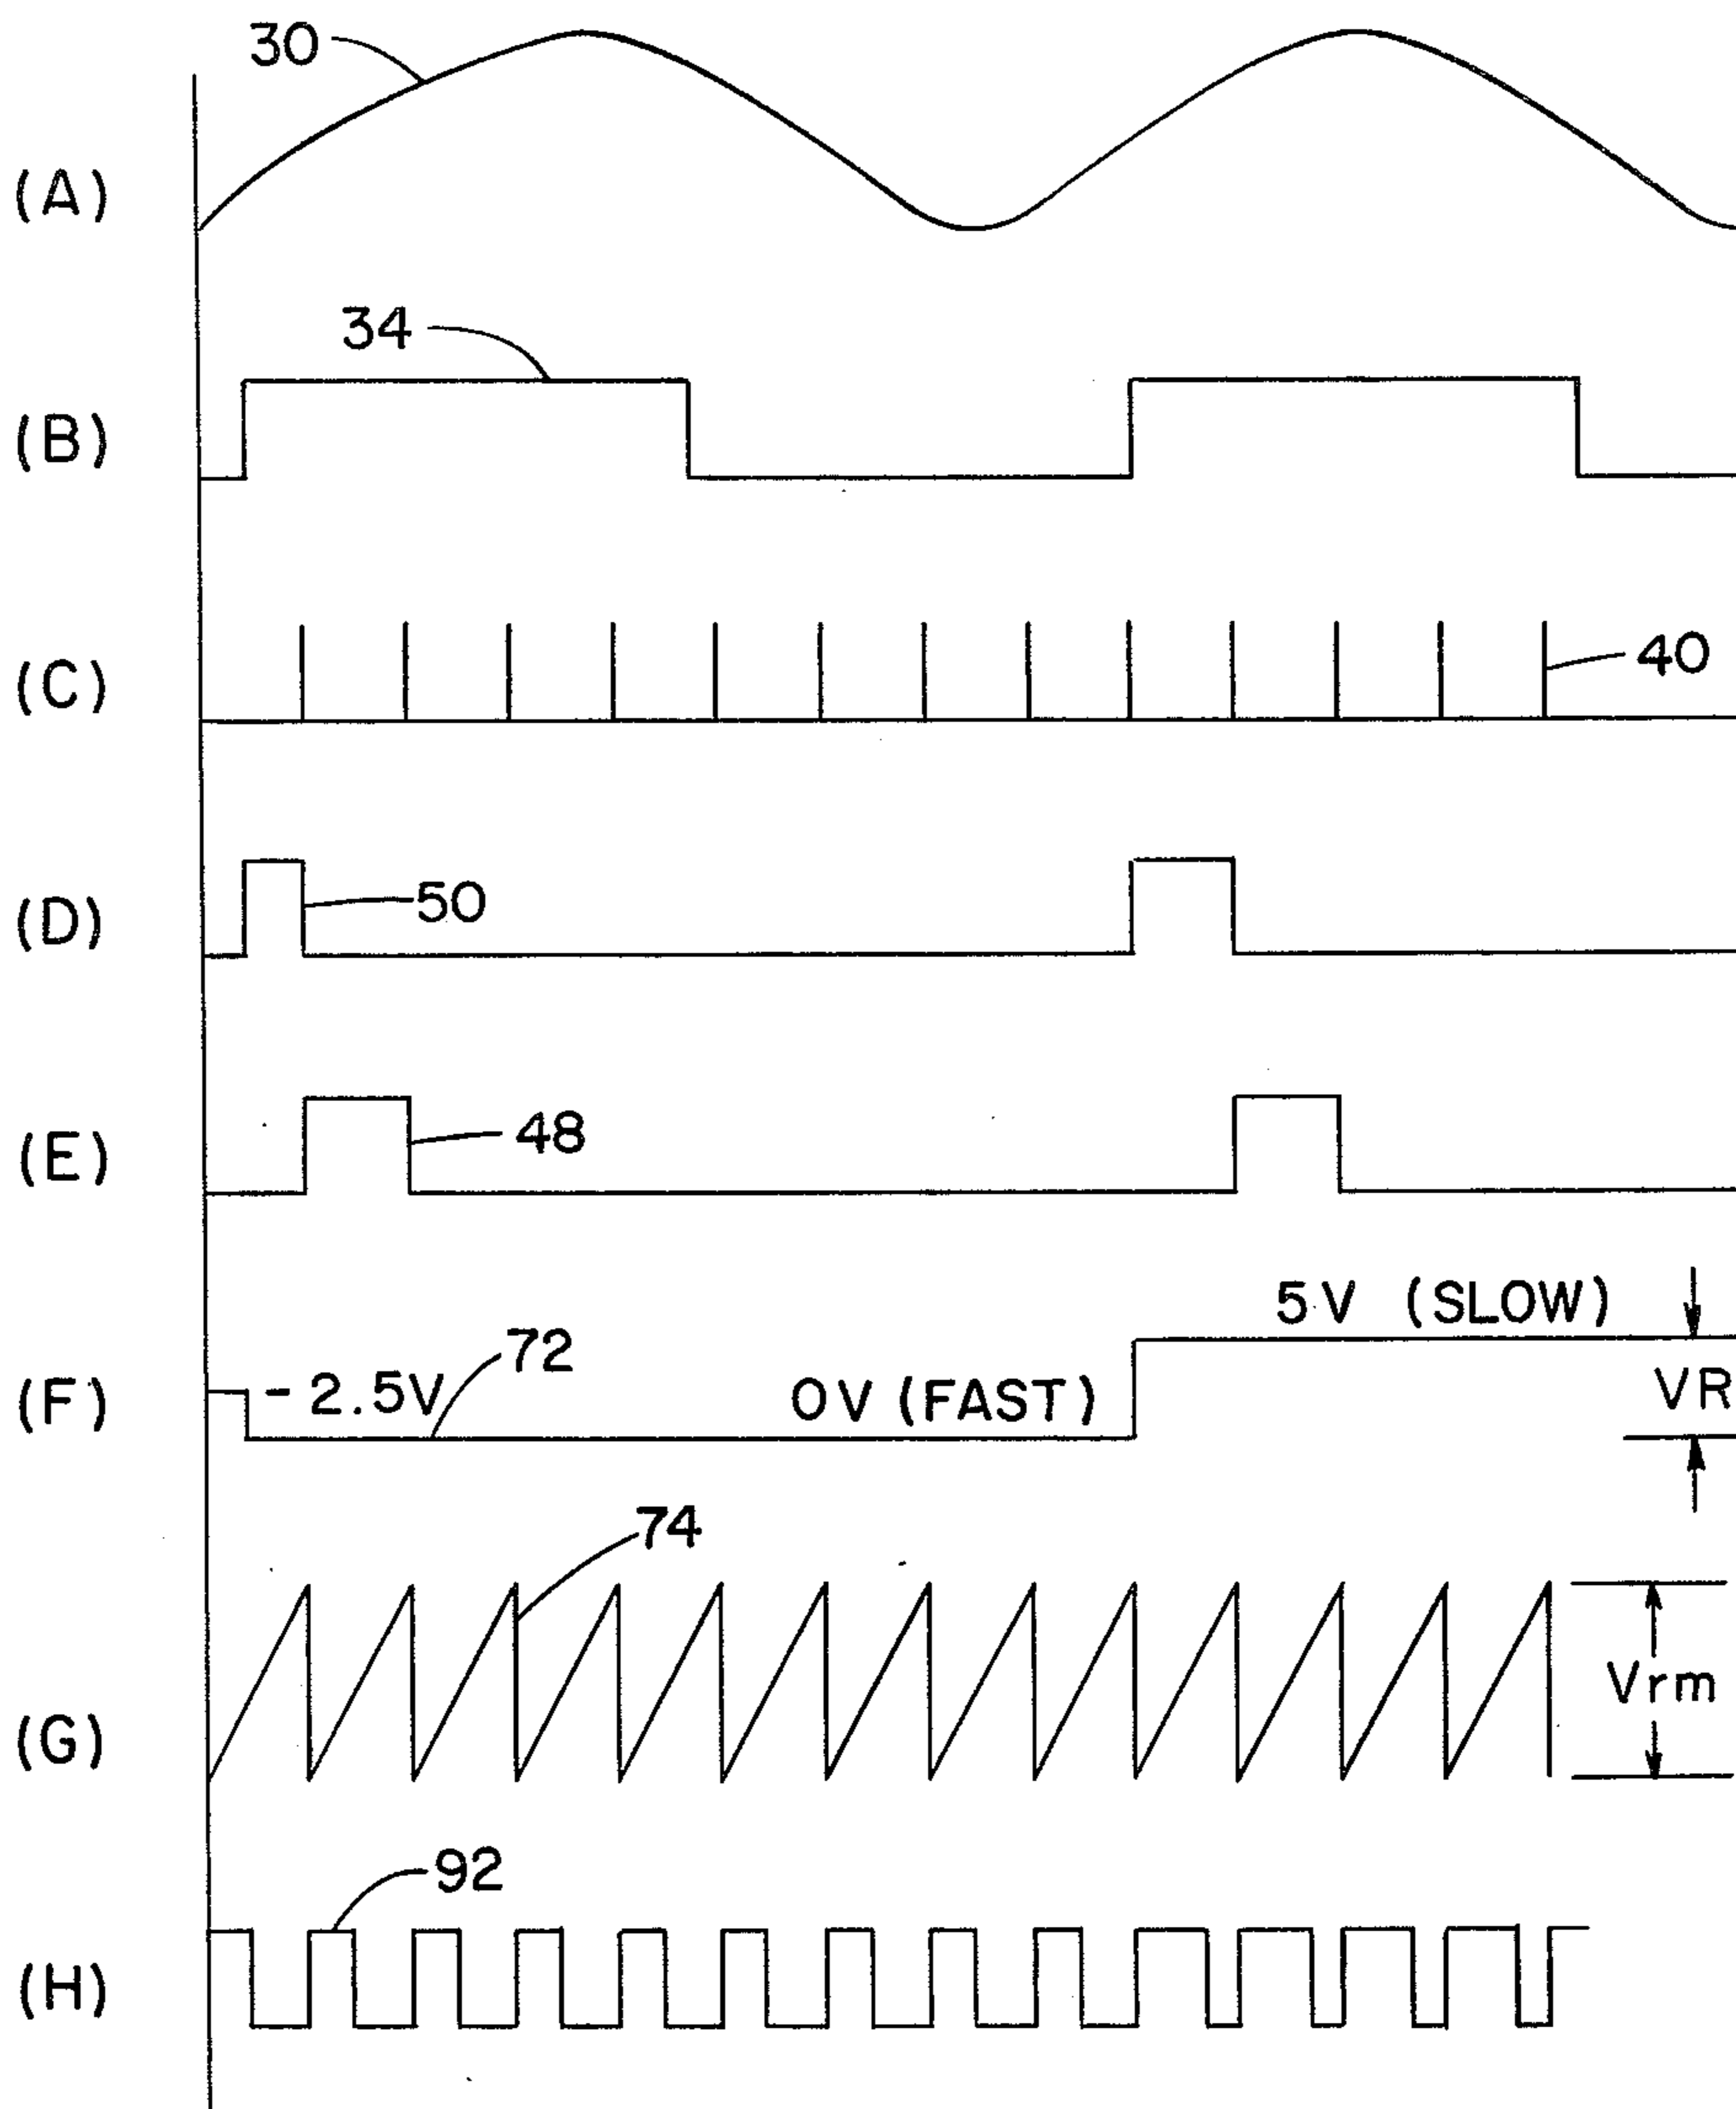 30
(A)
34
(B)
(C)
40
(D)
50
(E)
48
5V (SLOW)
(F)
-2.5V
72
0V (FAST)
VR
74
(G)
Vrm
92
(H)